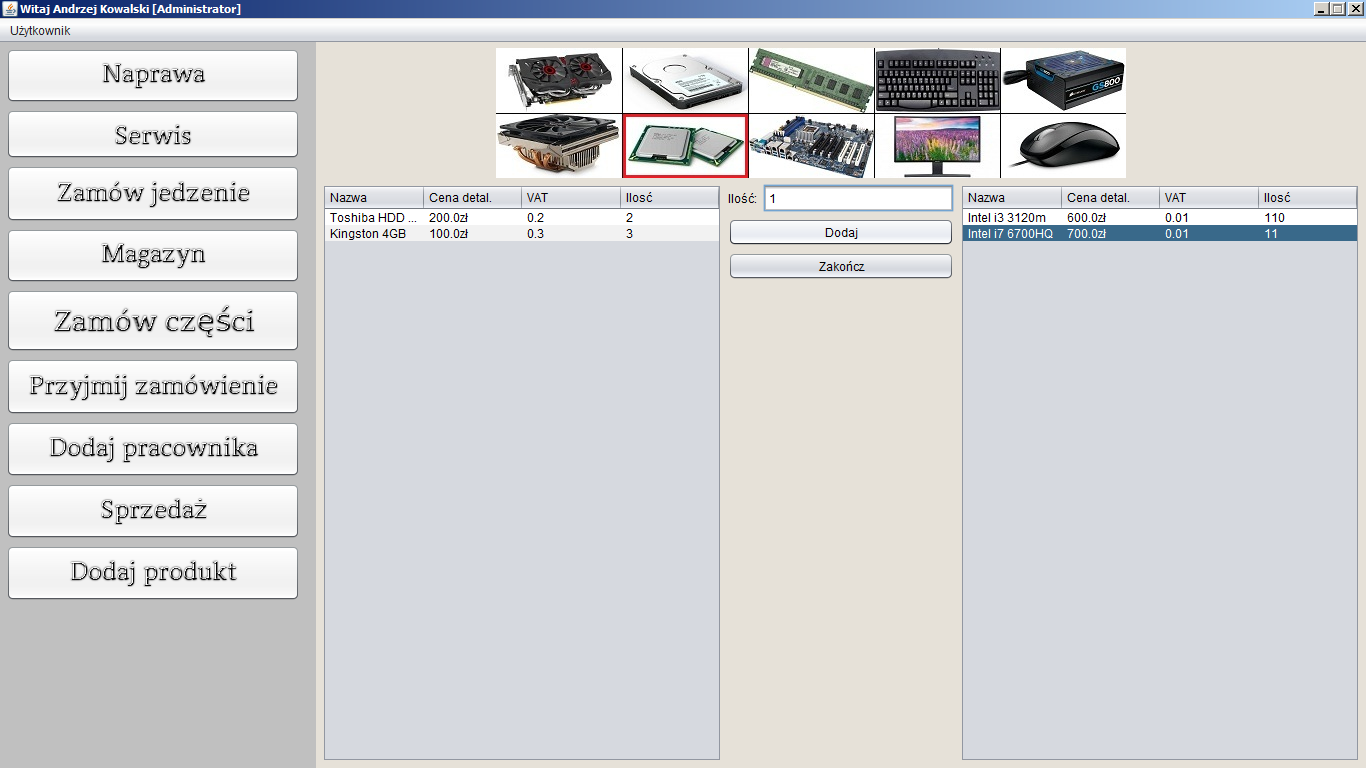 Witaj Andrzej Kowalski [Administrator]
Użytkownik
Naprawa
Serwis
Zamów jedzenie
Magazyn
Zamów części
Przyjmij zamówienie
Dodaj pracownika
Sprzedaż
Dodaj produkt
GS800
Nazwa Cena detal. VAT Ilosć
Toshiba HDD ... 200.0zł 0.2 2
Kingston 4GB 100.0zł 0.3 3
Ilość: 1
Dodaj
Zakończ
Nazwa Cena detal. VAT Ilosć
Intel i3 3120m 600.0zł 0.01 110
Intel i7 6700HQ 700.0zł 0.01 11